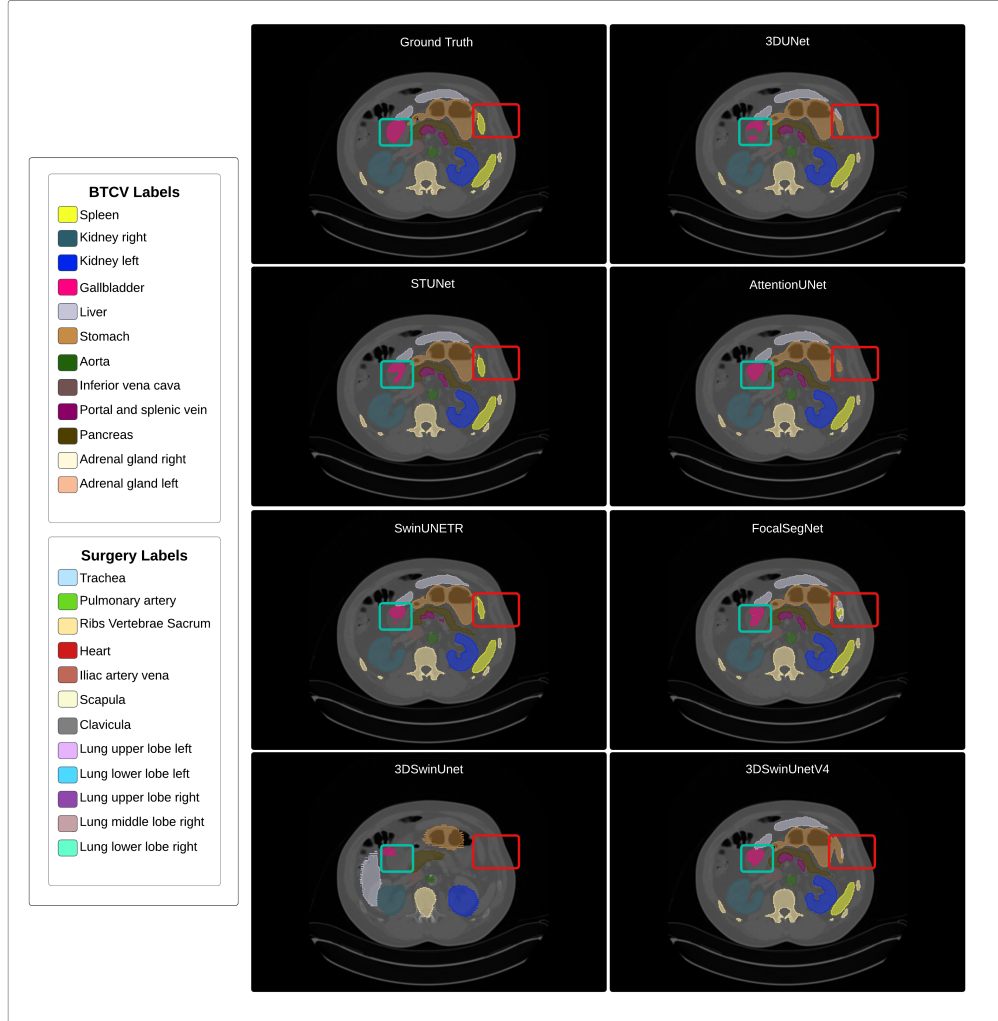 Ground Truth
3DUNet
STUNet
AttentionUNet
SwinUNETR
FocalSegNet
3DSwinUnet
3DSwinUnetV4
BTCV Labels
Spleen
Kidney right
Kidney left
Gallbladder
Liver
Stomach
Aorta
Inferior vena cava
Portal and splenic vein
Pancreas
Adrenal gland right
Adrenal gland left
Surgery Labels
Trachea
Pulmonary artery
Ribs Vertebrae Sacrum
Heart
Iliac artery vena
Scapula
Clavicula
Lung upper lobe left
Lung lower lobe left
Lung upper lobe right
Lung middle lobe right
Lung lower lobe right